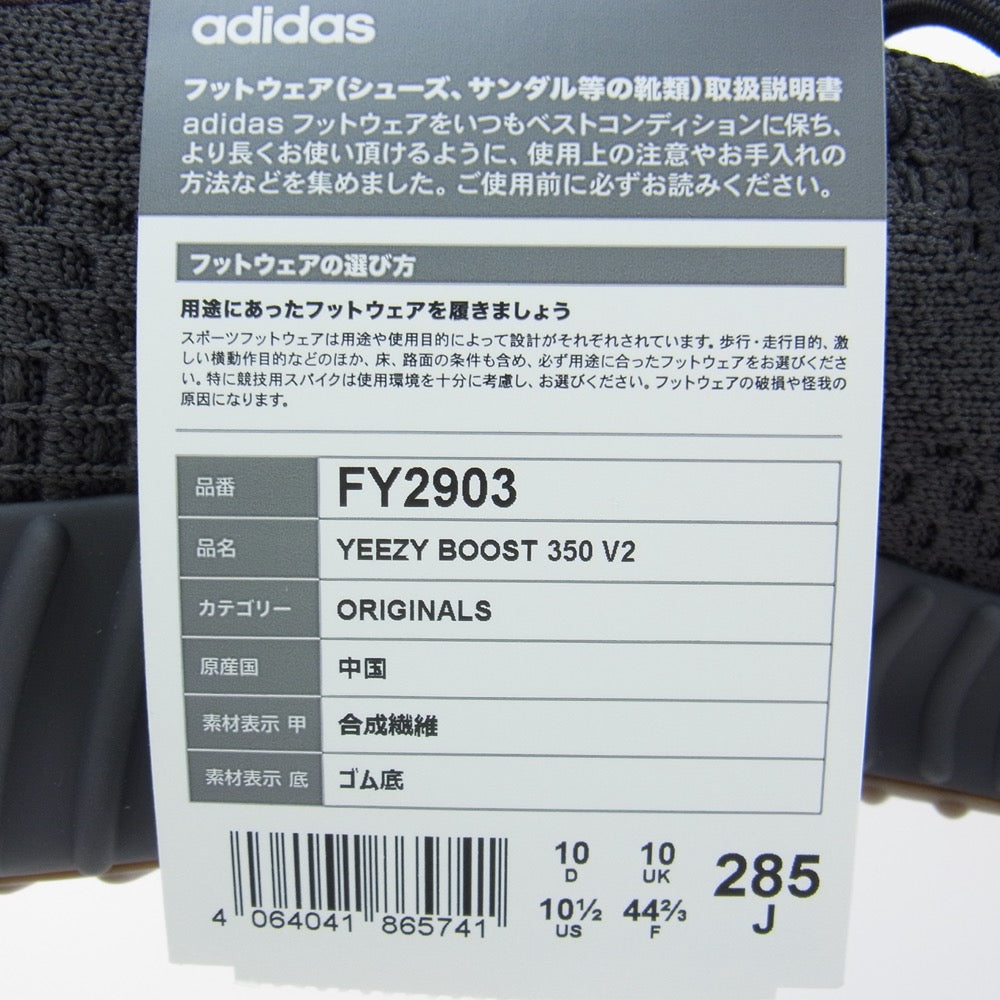 adidas
フットウェア(シューズ、サンダル等の靴類)取扱説明書
adidas フットウェアをいつもベストコンディションに保ち、
より長くお使い頂けるように、使用上の注意やお手入れの
方法などを集めました。ご使用前に必ずお読みください。
フットウェアの選び方
用途にあったフットウェアを履きましょう
スポーツフットウェアは用途や使用目的によって設計がそれぞれされています。歩行・走行目的、激
しい横動作目的などのほか、床、路面の条件も含め、必ず用途に合ったフットウェアをお選びくださ
い。特に競技用スパイクは使用環境を十分に考慮し、お選びください。フットウェアの破損や怪我の
原因になります。
品番 FY2903
品名 YEEZY BOOST 350 V2
カテゴリー ORIGINALS
原産国 中国
素材表示 甲 合成繊維
素材表示 底 ゴム底
10 10 285
D UK J
10½ 44⅔
US F
4 064041 865741